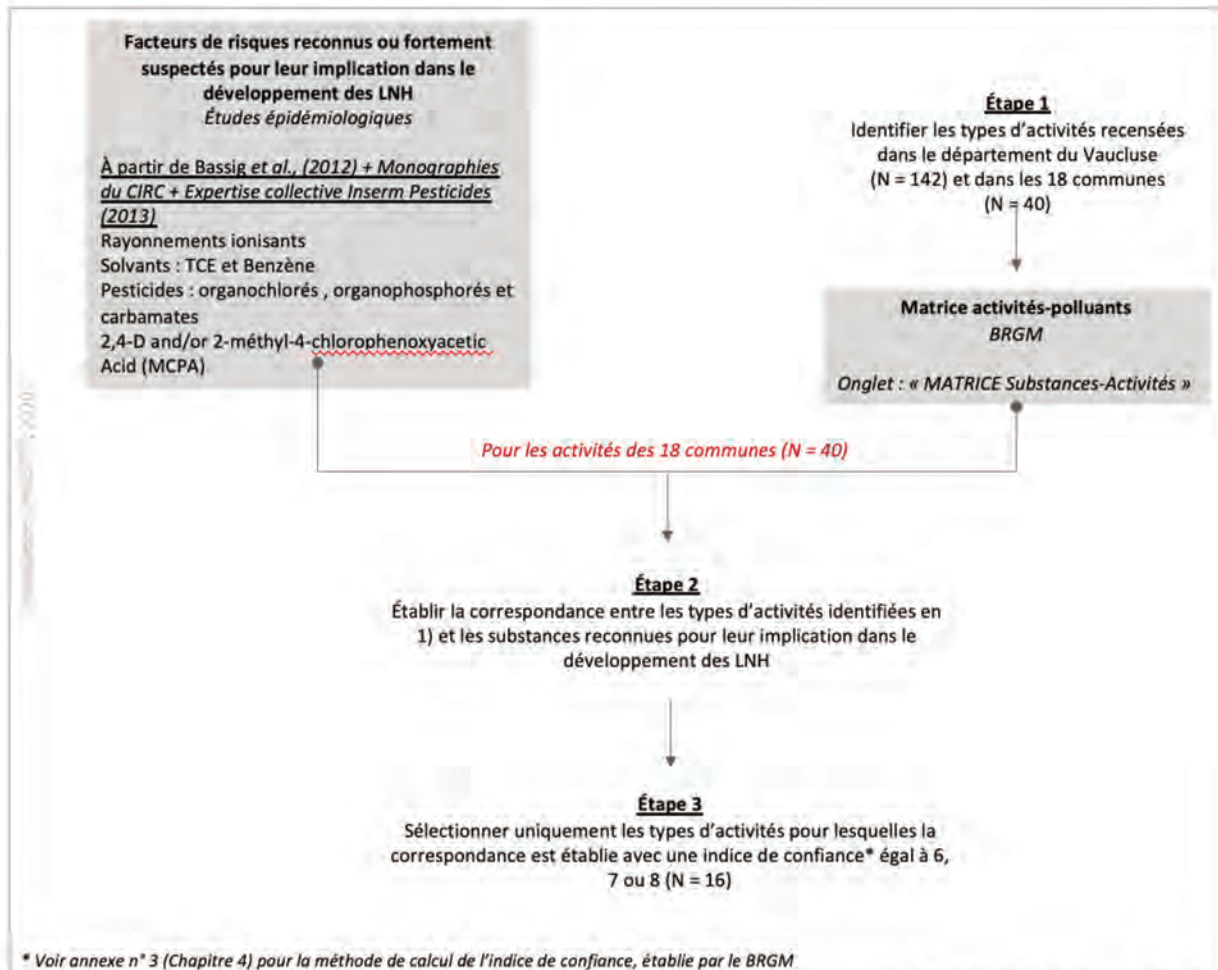 Facteurs de risques reconnus ou fortement
suspectés pour leur implication dans le
développement des LNH
Études épidémiologiques
À partir de Bassig et al., (2012) + Monographies
du CIRC + Expertise collective Inserm Pesticides
(2013)
Rayonnements ionisants
Solvants : TCE et Benzène
Pesticides : organochlorés , organophosphorés et
carbamates
2,4-D and/or 2-méthyl-4-chlorophenoxyacetic
Acid (MCPA)
Étape 1
Identifier les types d'activités recensées
dans le département du Vaucluse
(N = 142) et dans les 18 communes
(N = 40)
Matrice activités-polluants
BRGM
Onglet : « MATRICE Substances-Activités »
Pour les activités des 18 communes (N = 40)
Étape 2
Établir la correspondance entre les types d'activités identifiées en
1) et les substances reconnues pour leur implication dans le
développement des LNH
Étape 3
Sélectionner uniquement les types d'activités pour lesquelles la
correspondance est établie avec une indice de confiance* égal à 6,
7 ou 8 (N = 16)
* Voir annexe n° 3 (Chapitre 4) pour la méthode de calcul de l'indice de confiance, établie par le BRGM